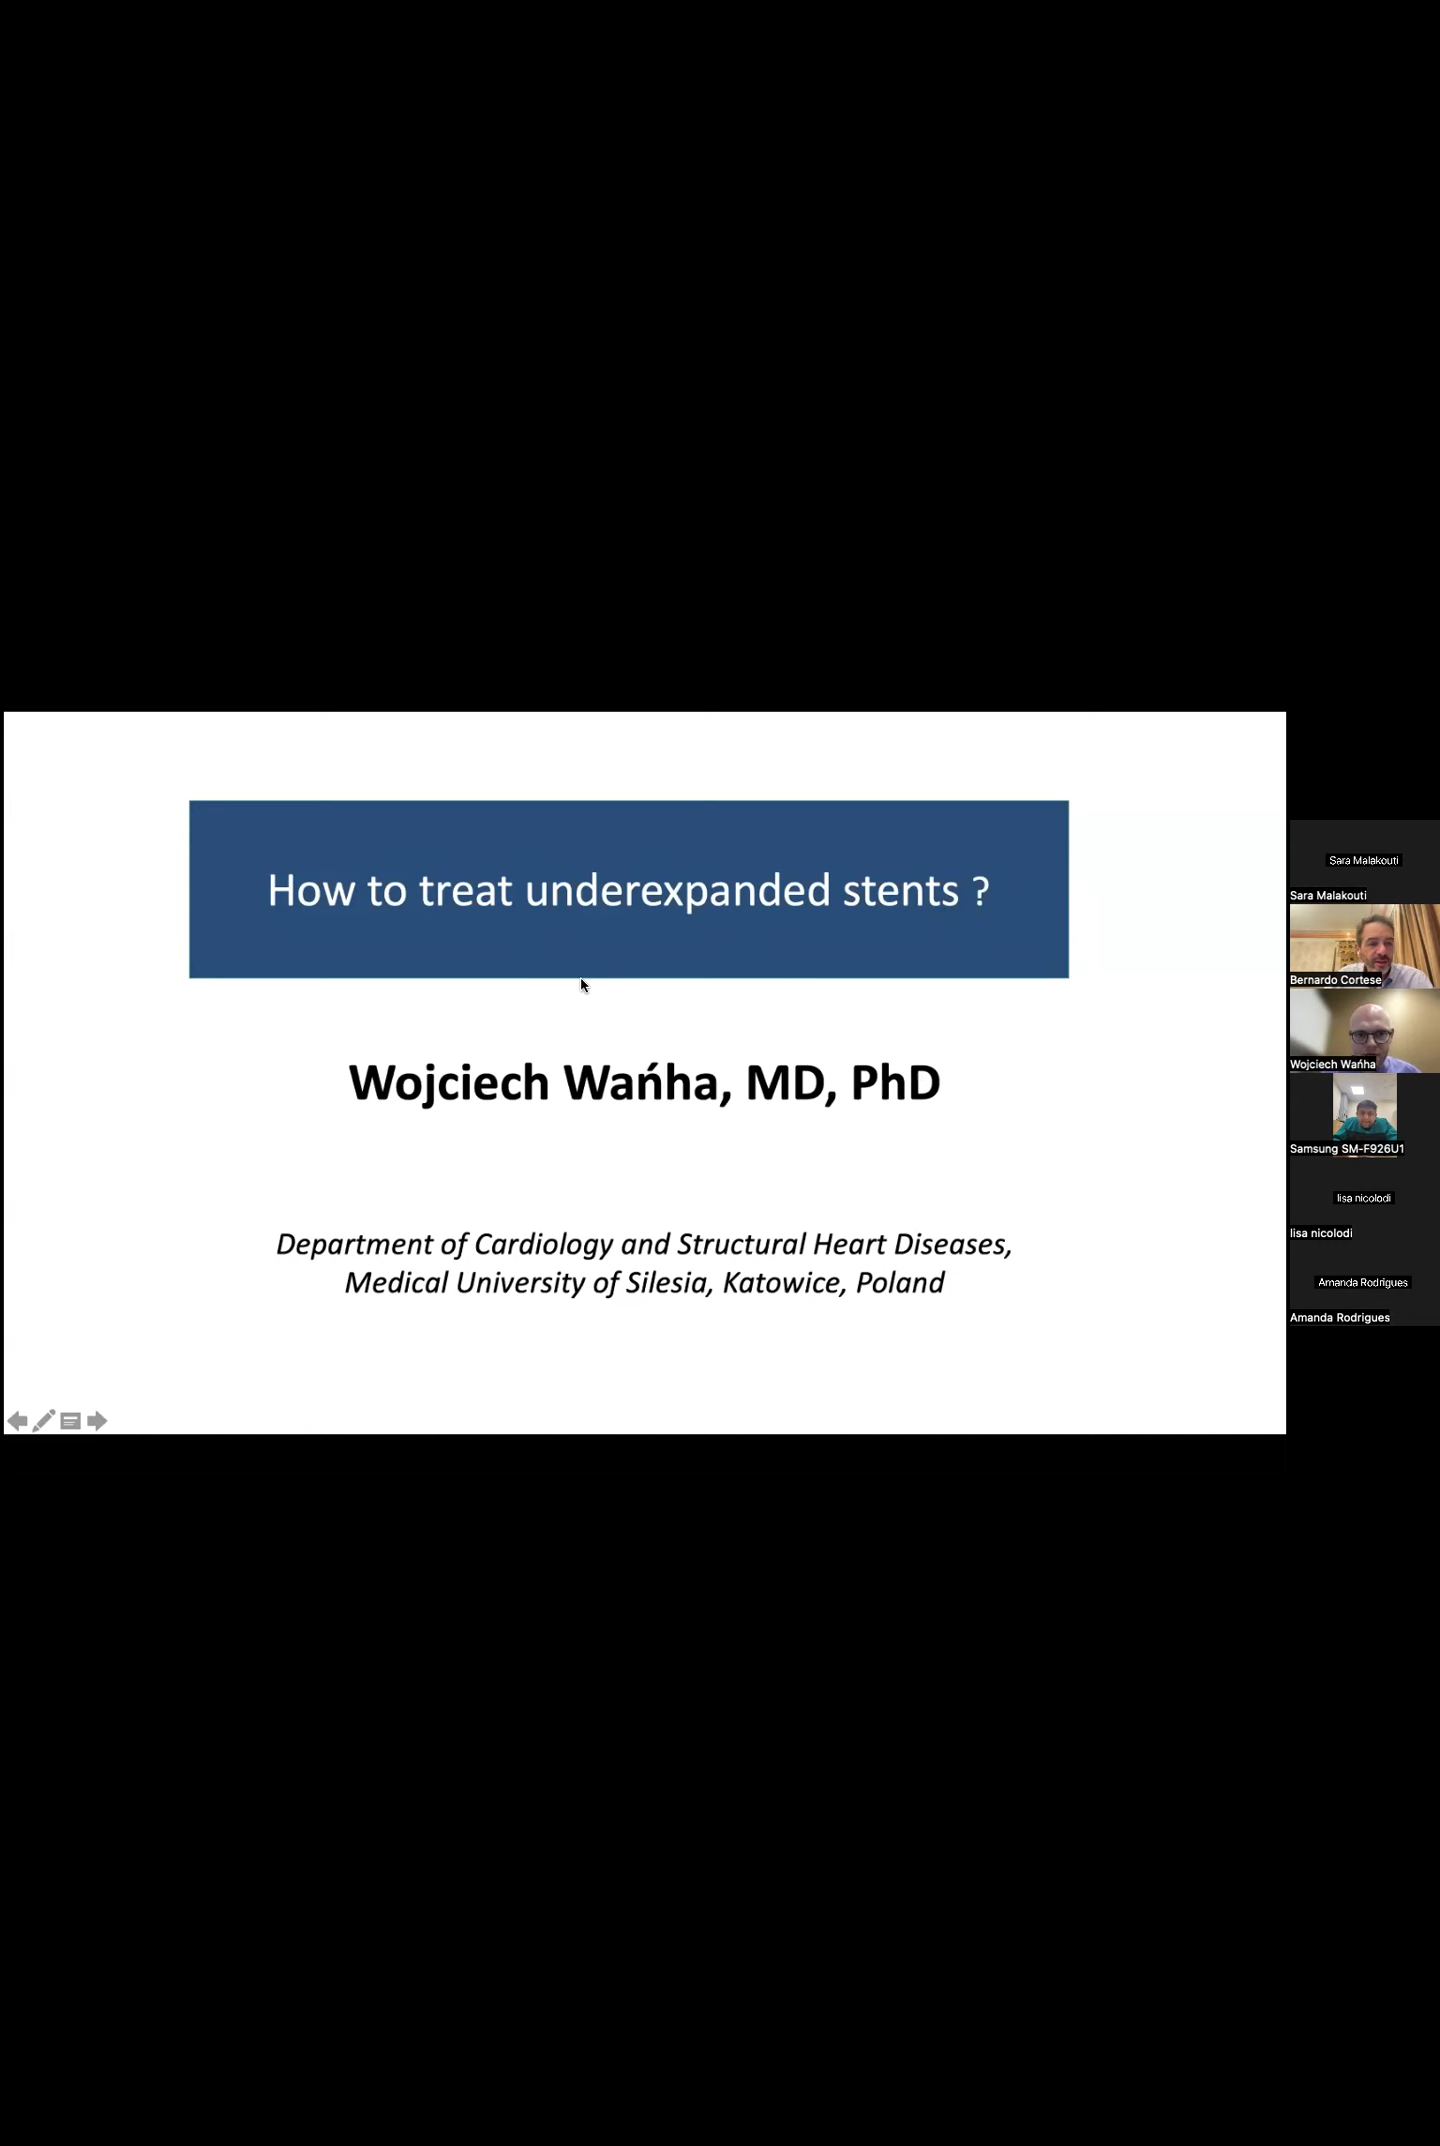 How to treat underexpanded stents ?
Wojciech Wańha, MD, PhD
Department of Cardiology and Structural Heart Diseases,
Medical University of Silesia, Katowice, Poland
Sara Malakouti
Sara Malakouti
Bernardo Cortese
Wojciech Wańha
Samsung SM-F926U1
lisa nicolodi
lisa nicolodi
Amanda Rodrigues
Amanda Rodrigues